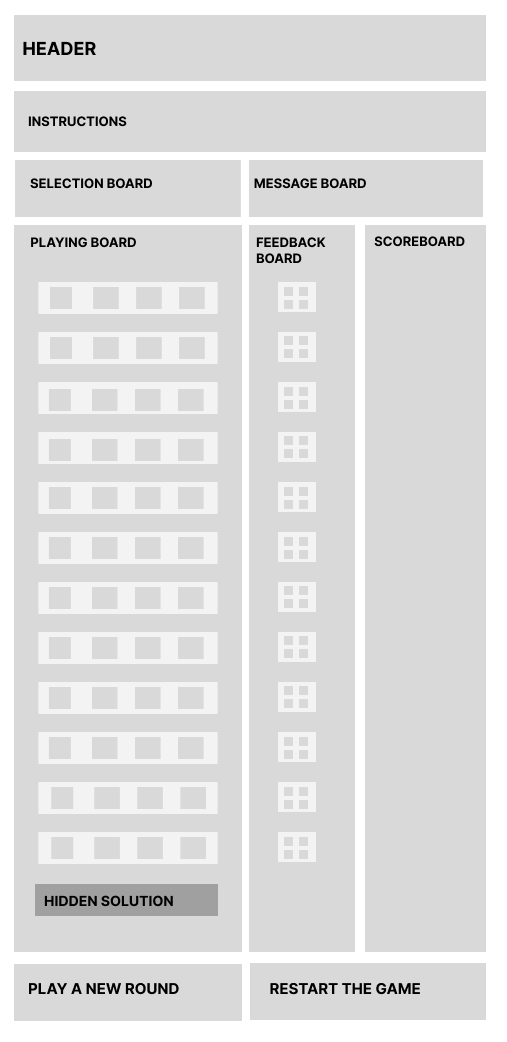 HEADER
INSTRUCTIONS
SELECTION BOARD
MESSAGE BOARD
PLAYING BOARD
FEEDBACK
BOARD
SCOREBOARD
HIDDEN SOLUTION
PLAY A NEW ROUND
RESTART THE GAME